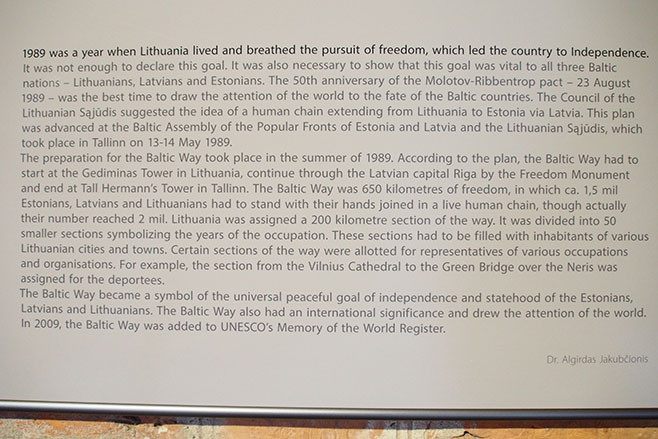 1989 was a year when Lithuania lived and breathed the pursuit of freedom, which led the country to Independence.
It was not enough to declare this goal. It was also necessary to show that this goal was vital to all three Baltic
nations – Lithuanians, Latvians and Estonians. The 50th anniversary of the Molotov-Ribbentrop pact – 23 August
1989 – was the best time to draw the attention of the world to the fate of the Baltic countries. The Council of the
Lithuanian Sąjúdis suggested the idea of a human chain extending from Lithuania to Estonia via Latvia. This plan
was advanced at the Baltic Assembly of the Popular Fronts of Estonia and Latvia and the Lithuanian Sąjúdis, which
took place in Tallinn on 13-14 May 1989.
The preparation for the Baltic Way took place in the summer of 1989. According to the plan, the Baltic Way had to
start at the Gediminas Tower in Lithuania, continue through the Latvian capital Riga by the Freedom Monument
and end at Tall Hermann's Tower in Tallinn. The Baltic Way was 650 kilometres of freedom, in which ca. 1,5 mil
Estonians, Latvians and Lithuanians had to stand with their hands joined in a live human chain, though actually
their number reached 2 mil. Lithuania was assigned a 200 kilometre section of the way. It was divided into 50
smaller sections symbolizing the years of the occupation. These sections had to be filled with inhabitants of various
Lithuanian cities and towns. Certain sections of the way were allotted for representatives of various occupations
and organisations. For example, the section from the Vilnius Cathedral to the Green Bridge over the Neris was
assigned for the deportees.
The Baltic Way became a symbol of the universal peaceful goal of independence and statehood of the Estonians,
Latvians and Lithuanians. The Baltic Way also had an international significance and drew the attention of the world.
In 2009, the Baltic Way was added to UNESCO's Memory of the World Register.
Dr. Algirdas Jakubčionis